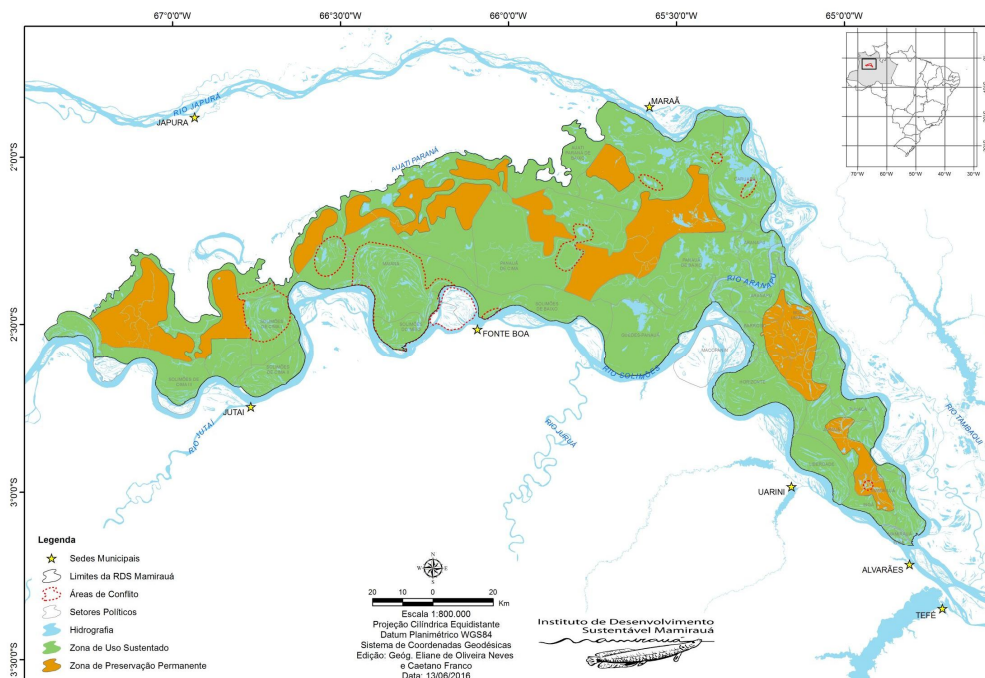 67°0'0"W 66°30'0"W 66°0'0"W 65°30'0"W 65°0'0"W
RIO JAPURÁ
JAPURA
MARAÃ
AUATI PARANÁ
2°0'0"S
2°30'0"S
3°0'0"S
3°30'0"S
RIO ARANAPU
FONTE BOA
RIO SOLIMÕES
JUTAI
RIO JUTAÍ
RIO JURUÁ
RIO TAMBAQUI
UARINI
ALVARÃES
TEFÉ
70°W 60°W 50°W 40°W 30°W
Legenda
Sedes Municipais
Limites da RDS Mamirauá
Áreas de Conflito
Setores Políticos
Hidrografia
Zona de Uso Sustentado
Zona de Preservação Permanente
N
W E
S
20 10 0 20
Km
Escala 1:800.000
Projeção Cilíndrica Equidistante
Datum Planimétrico WGS84
Sistema de Coordenadas Geodésicas
Edição: Geóg. Eliane de Oliveira Neves
e Caetano Franco
Data: 13/06/2016
Instituto de Desenvolvimento
Sustentável Mamirauá
mamirauá